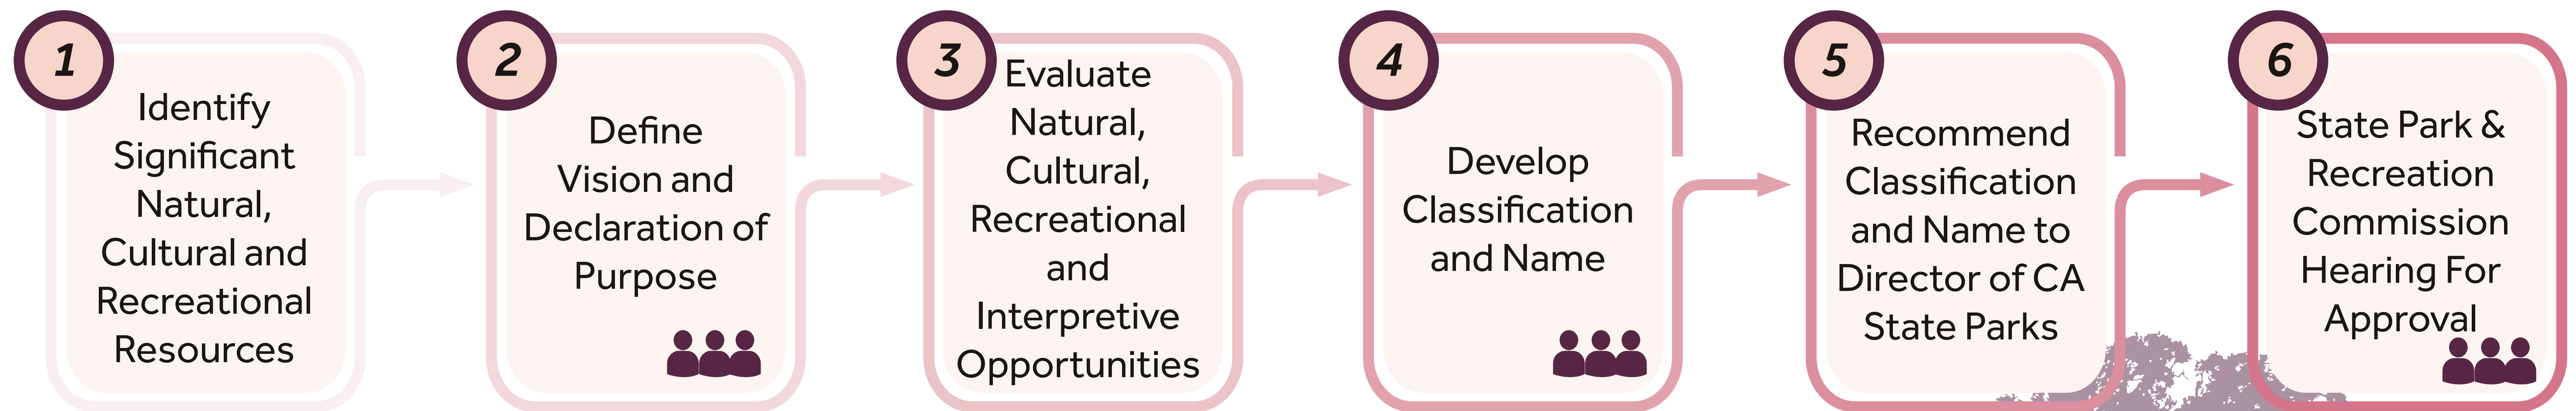 1
Identify
Significant
Natural,
Cultural and
Recreational
Resources
2
Define
Vision and
Declaration of
Purpose
3
Evaluate
Natural,
Cultural,
Recreational
and
Interpretive
Opportunities
4
Develop
Classification
and Name
5
Recommend
Classification
and Name to
Director of CA
State Parks
6
State Park &
Recreation
Commission
Hearing For
Approval